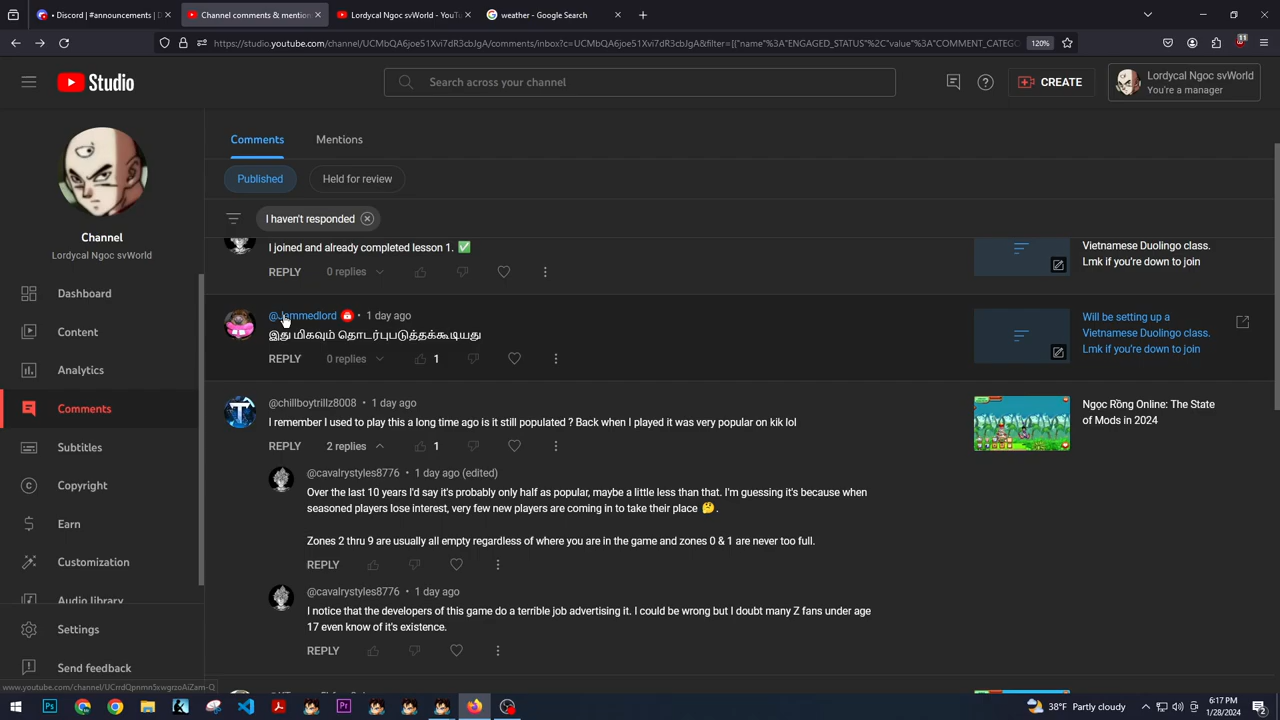 • Discord | #announcements | D
Channel comments & mention
Lordycal Ngoc svWorld - YouTu
weather - Google Search
https://studio.youtube.com/channel/UCMbQA6joe51Xvi7dR3cbJgA/comments/inbox?c=UCMbQA6joe51Xvi7dR3cbJgA&filter=[{"name"%3A"ENGAGED_STATUS"%2C"value"%3A"COMMENT_CATEGO
120%
11
Studio
Search across your channel
CREATE
Lordycal Ngoc svWorld
You're a manager
Channel
Lordycal Ngoc svWorld
Dashboard
Content
Analytics
Comments
Subtitles
Copyright
Earn
Customization
Audio library
Settings
Send feedback
Comments
Mentions
Published
Held for review
I haven't responded
I joined and already completed lesson 1. ✅
REPLY
0 replies
Vietnamese Duolingo class.
Lmk if you're down to join
@Jammedlord • 1 day ago
இது மிகவும் தொடர்புபடுத்தக்கூடியது
REPLY
0 replies
1
Will be setting up a
Vietnamese Duolingo class.
Lmk if you're down to join
@chillboytrillz8008 • 1 day ago
I remember I used to play this a long time ago is it still populated ? Back when I played it was very popular on kik lol
REPLY
2 replies
1
Ngọc Rồng Online: The State
of Mods in 2024
@cavalrystyles8776 • 1 day ago (edited)
Over the last 10 years I'd say it's probably only half as popular, maybe a little less than that. I'm guessing it's because when
seasoned players lose interest, very few new players are coming in to take their place 🤔 .
Zones 2 thru 9 are usually all empty regardless of where you are in the game and zones 0 & 1 are never too full.
REPLY
@cavalrystyles8776 • 1 day ago
I notice that the developers of this game do a terrible job advertising it. I could be wrong but I doubt many Z fans under age
17 even know of it's existence.
REPLY
www.youtube.com/channel/UCrrdQpnmn5xwgrzoAiZam-Q
38°F Partly cloudy
6:17 PM
1/28/2024
2